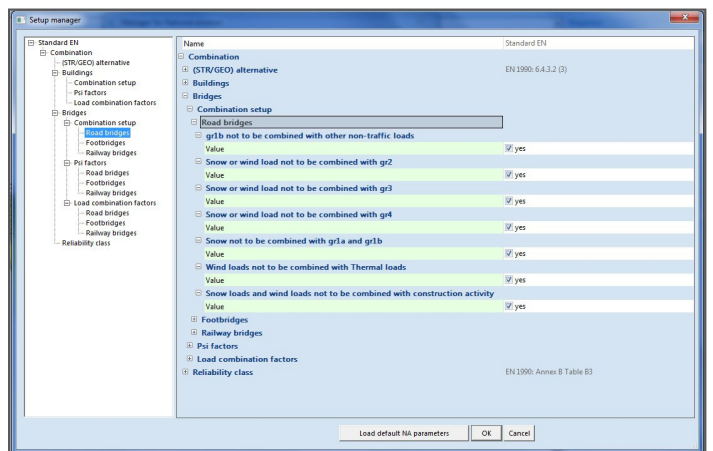 Setup manager
Standard EN
Combination
(STR/GEO) alternative
Buildings
Combination setup
Psi factors
Load combination factors
Bridges
Combination setup
Road bridges
Footbridges
Railway bridges
Psi factors
Road bridges
Footbridges
Railway bridges
Load combination factors
Road bridges
Footbridges
Railway bridges
Reliability class
Name Standard EN
Combination
(STR/GEO) alternative EN 1990: 6.4.3.2 (3)
Buildings
Bridges
Combination setup
Road bridges
gr1b not to be combined with other non-traffic loads
Value yes
Snow or wind load not to be combined with gr2
Value yes
Snow or wind load not to be combined with gr3
Value yes
Snow or wind load not to be combined with gr4
Value yes
Snow not to be combined with gr1a and gr1b
Value yes
Wind loads not to be combined with Thermal loads
Value yes
Snow loads and wind loads not to be combined with construction activity
Value yes
Footbridges
Railway bridges
Psi factors
Load combination factors
Reliability class EN 1990: Annex B Table B3
Load default NA parameters OK Cancel